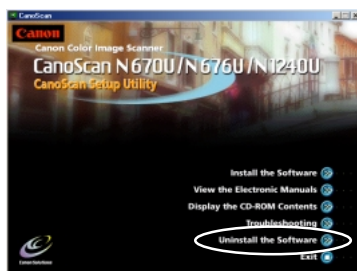 CanoScan
Canon
Canon Color Image Scanner
CanoScan N670U/N676U/N1240U
CanoScan Setup Utility
Install the Software
View the Electronic Manuals
Display the CD-ROM Contents
Troubleshooting
Uninstall the Software
Exit